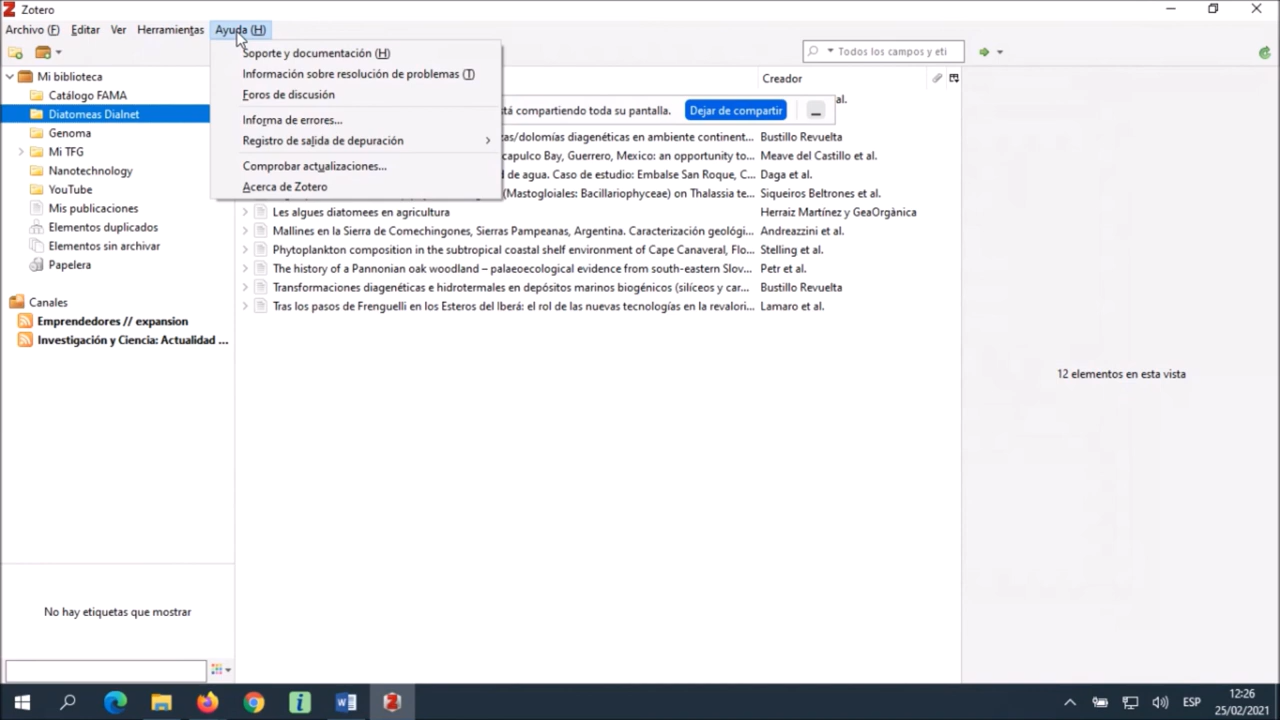 Zotero
Archivo (F) Editar Ver Herramientas Ayuda (H)
Todos los campos y eti
Soporte y documentación (H)
Información sobre resolución de problemas (I)
Foros de discusión
Informa de errores...
Registro de salida de depuración
Comprobar actualizaciones...
Acerca de Zotero
Mi biblioteca
Catálogo FAMA
Diatomeas Dialnet
Genoma
Mi TFG
Nanotechnology
YouTube
Mis publicaciones
Elementos duplicados
Elementos sin archivar
Papelera
Canales
Emprendedores // expansion
Investigación y Ciencia: Actualidad ...
No hay etiquetas que mostrar
Creador
al.
stá compartiendo toda su pantalla. Dejar de compartir
as/dolomías diagenéticas en ambiente continent... Bustillo Revuelta
capulco Bay, Guerrero, Mexico: an opportunity to... Meave del Castillo et al.
d de agua. Caso de estudio: Embalse San Roque, C... Daga et al.
(Mastogloiales: Bacillariophyceae) on Thalassia te... Siqueiros Beltrones et al.
Les algues diatomees en agricultura Herraiz Martínez y GeaOrgànica
Mallines en la Sierra de Comechingones, Sierras Pampeanas, Argentina. Caracterización geológi... Andreazzini et al.
Phytoplankton composition in the subtropical coastal shelf environment of Cape Canaveral, Flo... Stelling et al.
The history of a Pannonian oak woodland – palaeoecological evidence from south-eastern Slov... Petr et al.
Transformaciones diagenéticas e hidrotermales en depósitos marinos biogénicos (silíceos y car... Bustillo Revuelta
Tras los pasos de Frenguelli en los Esteros del Iberá: el rol de las nuevas tecnologías en la revalori... Lamaro et al.
12 elementos en esta vista
ESP
12:26
25/02/2021